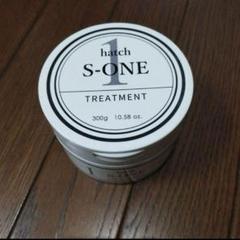 hatch
1
S-ONE
TREATMENT
300g 10.58 oz.